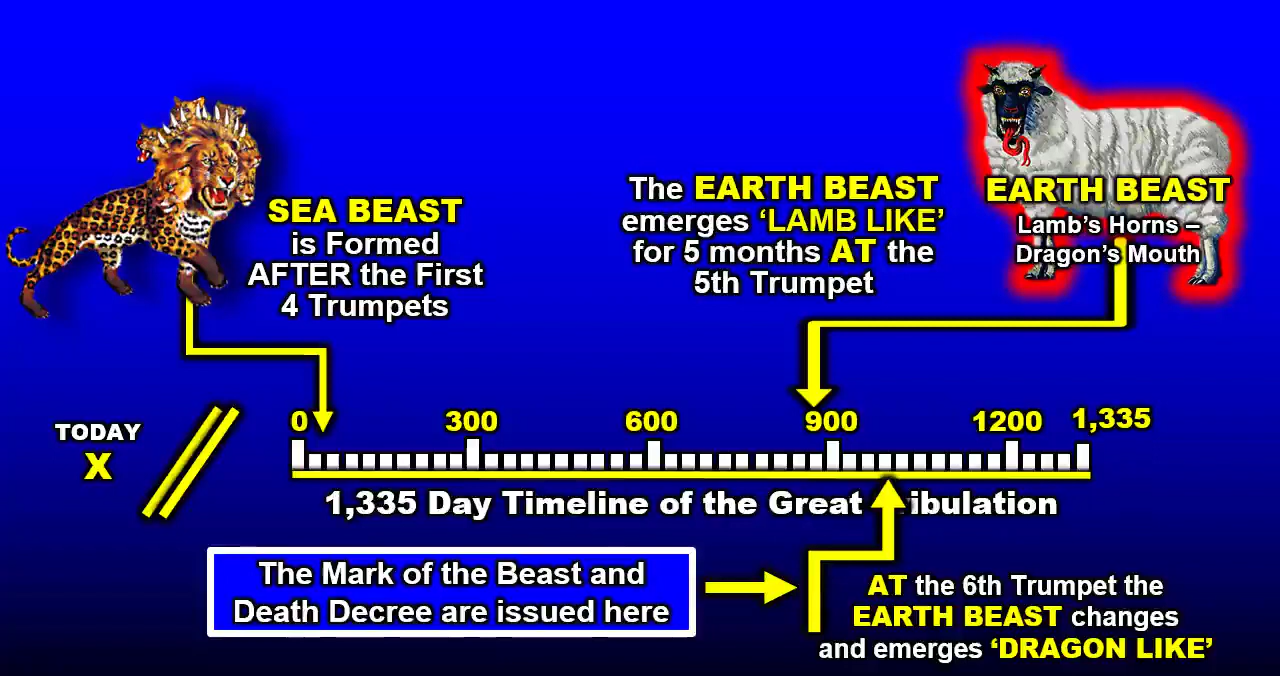 SEA BEAST
is Formed
AFTER the First
4 Trumpets
The EARTH BEAST
emerges ‘LAMB LIKE’
for 5 months AT the
5th Trumpet
EARTH BEAST
Lamb’s Horns –
Dragon’s Mouth
TODAY
X
0 300 600 900 1200 1,335
1,335 Day Timeline of the Great ibulation
The Mark of the Beast and
Death Decree are issued here
AT the 6th Trumpet the
EARTH BEAST changes
and emerges ‘DRAGON LIKE’